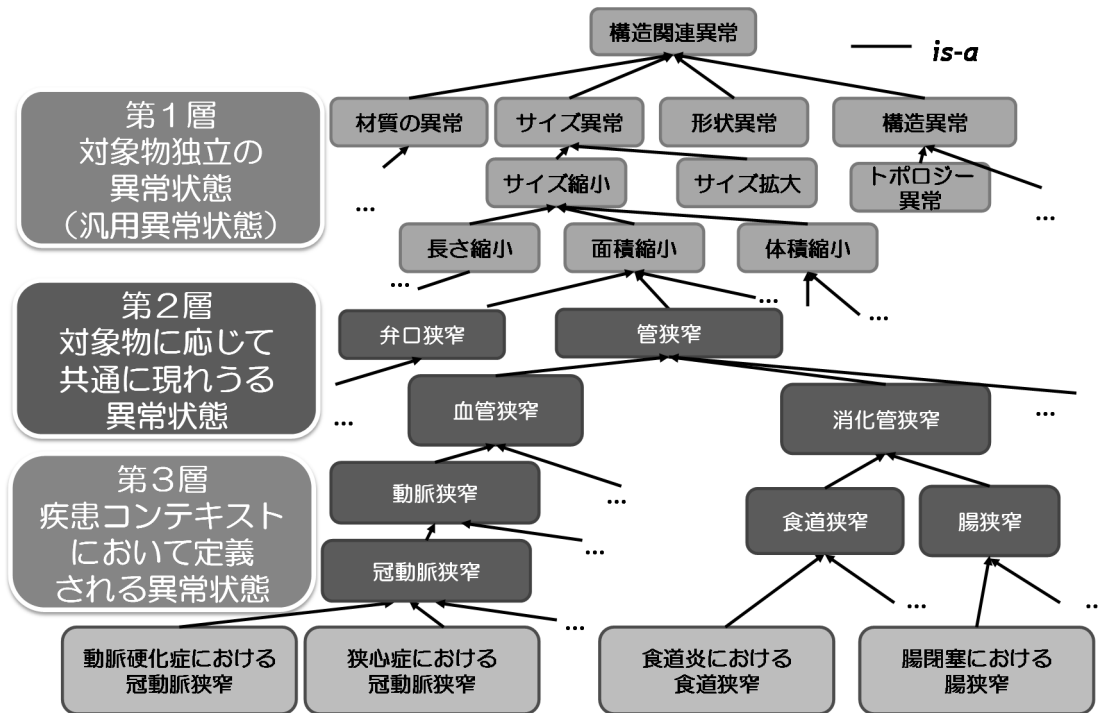 構造関連異常
is-a
第１層
対象物独立の
異常状態
（汎用異常状態）
材質の異常
サイズ異常
形状異常
構造異常
...
サイズ縮小
サイズ拡大
トポロジー
異常
...
長さ縮小
面積縮小
体積縮小
...
...
...
第２層
対象物に応じて
共通に現れうる
異常状態
弁口狭窄
管狭窄
...
血管狭窄
消化管狭窄
...
第３層
疾患コンテキスト
において定義
される異常状態
動脈狭窄
...
食道狭窄
腸狭窄
冠動脈狭窄
...
...
...
..
動脈硬化症における
冠動脈狭窄
狭心症における
冠動脈狭窄
食道炎における
食道狭窄
腸閉塞における
腸狭窄